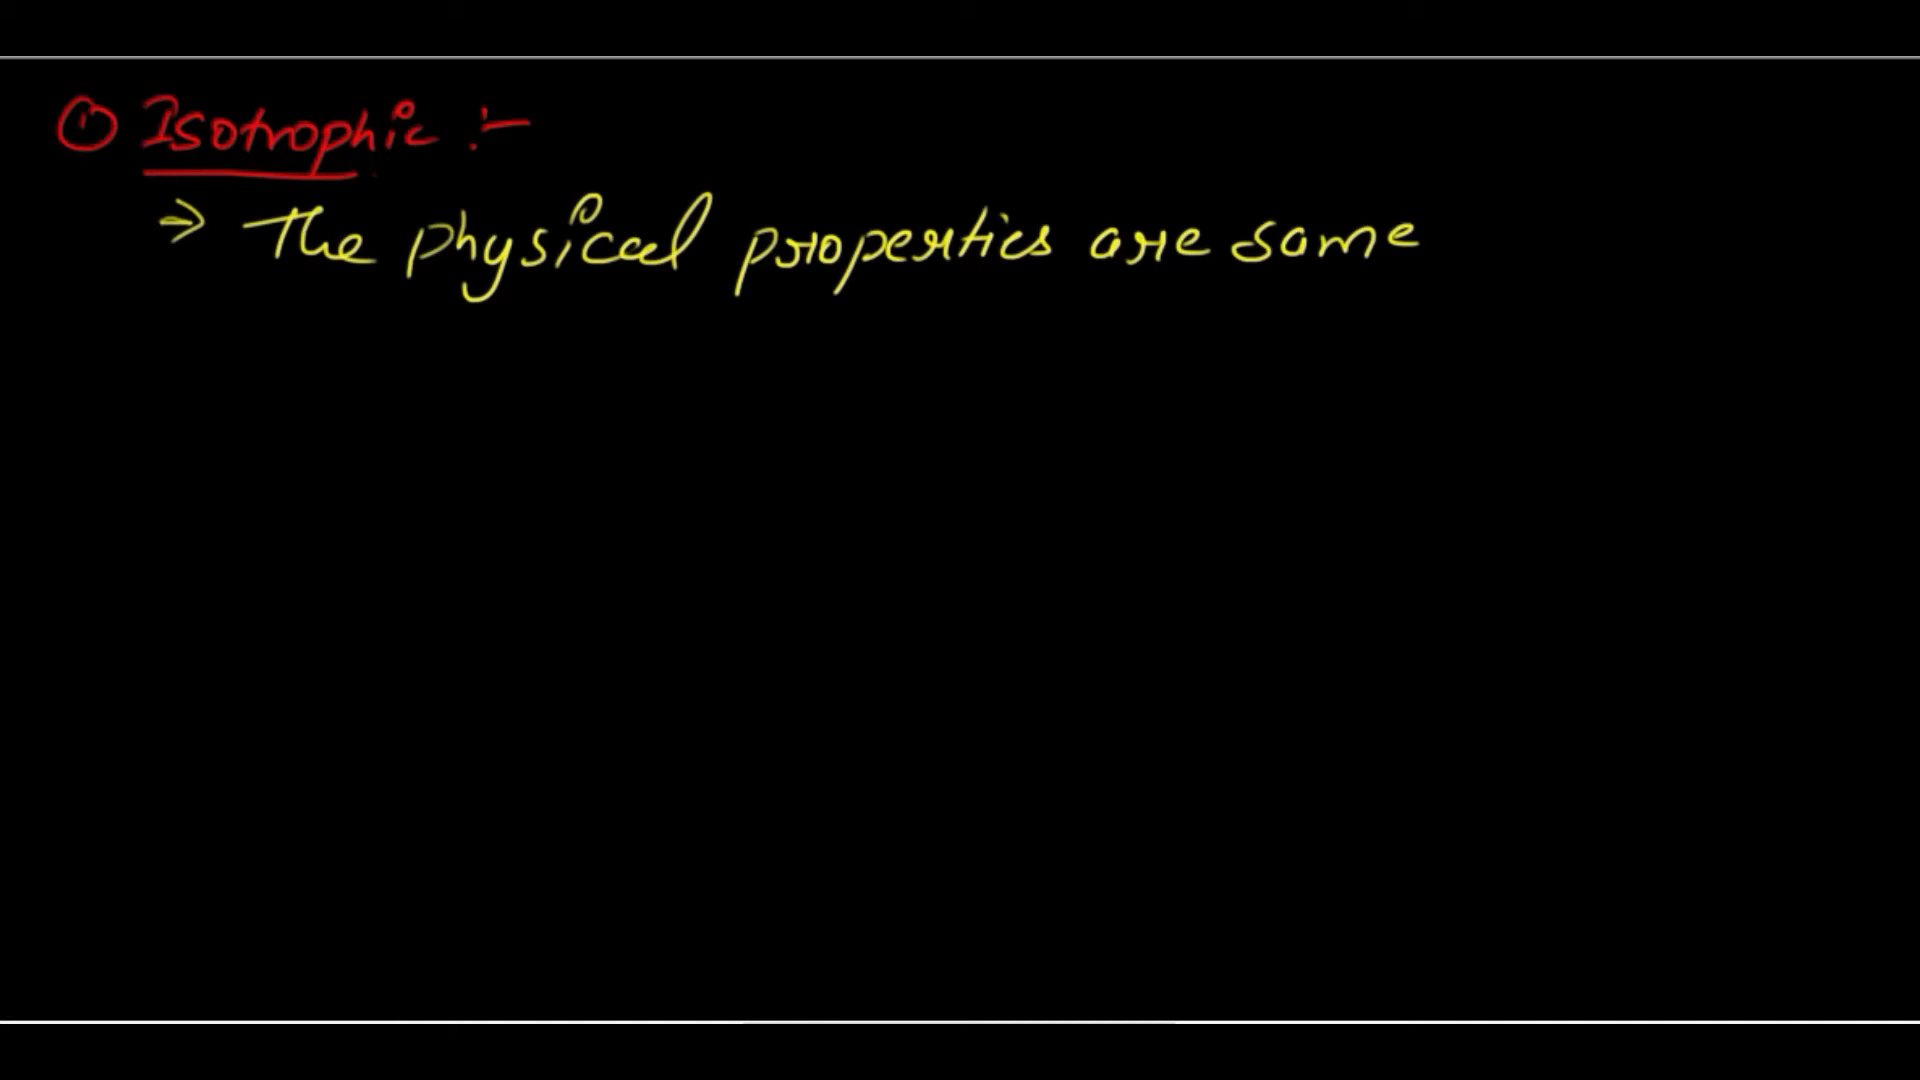 ① Isotrophic :-
⇒ The physical properties are same